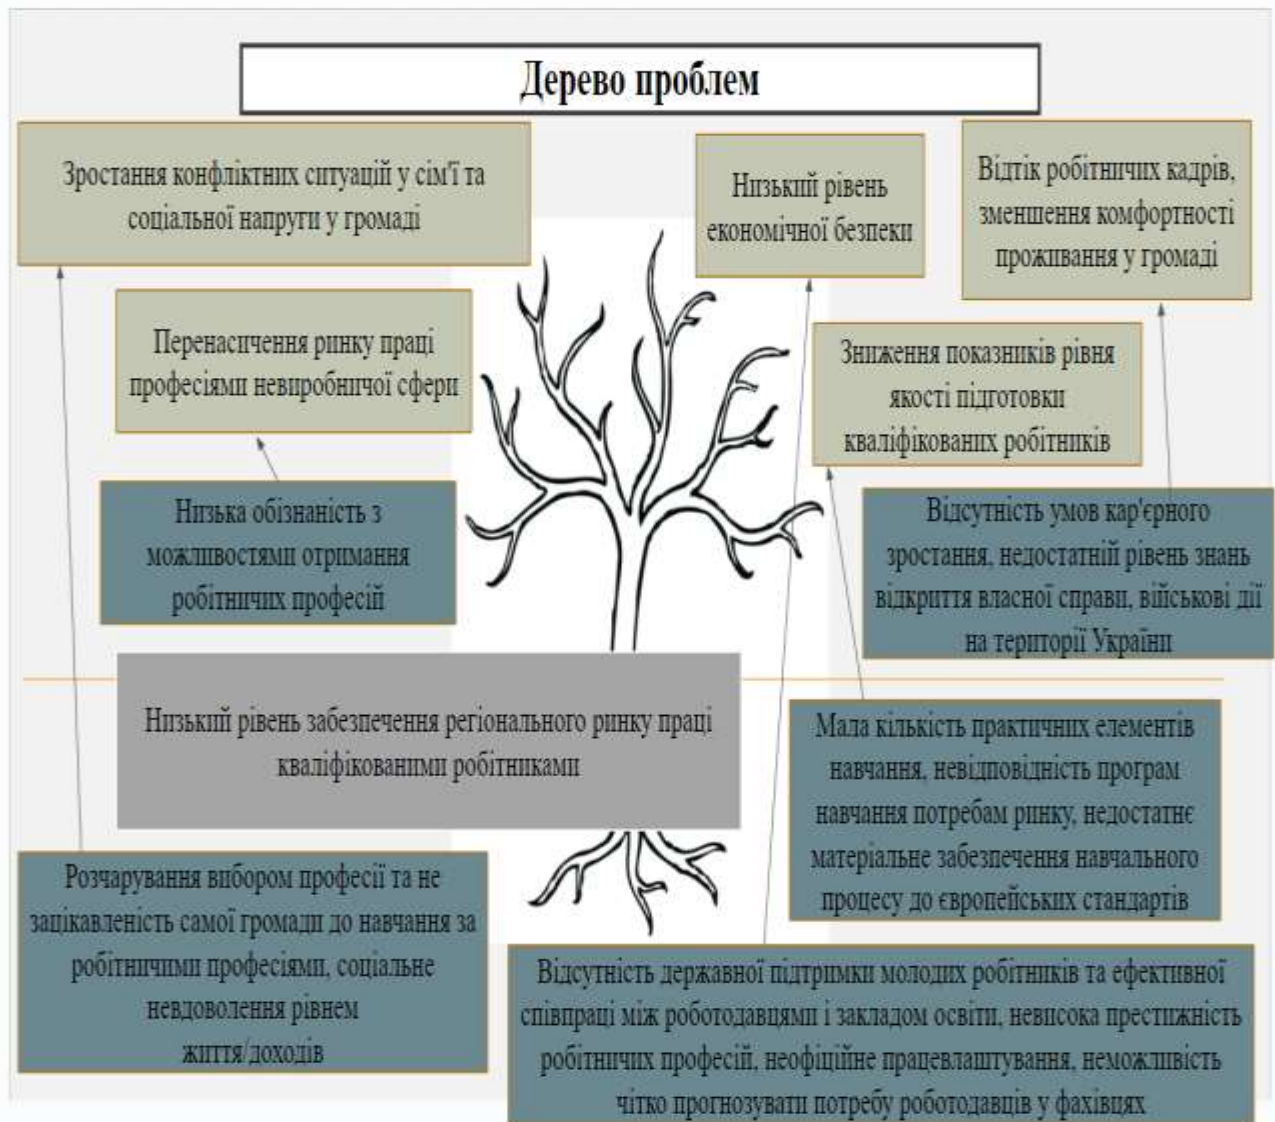 Дерево проблем
Зростання конфліктних ситуацій у сім'ї та
соціальної напруги у громаді
Низький рівень
економічної безпеки
Відтік робітничих кадрів,
зменшення комфортності
проживання у громаді
Перенасичення ринку праці
професіями невиробничої сфери
Зниження показників рівня
якості підготовки
кваліфікованих робітників
Низька обізнаність з
можливостями отримання
робітничих професій
Відсутність умов кар'єрного
зростання, недостатній рівень знань
відкриття власної справи, військові дії
на території України
Низький рівень забезпечення регіонального ринку праці
кваліфікованими робітниками
Мала кількість практичних елементів
навчання, невідповідність програм
навчання потребам ринку, недостатнє
матеріальне забезпечення навчального
процесу до європейських стандартів
Розчарування вибором професії та не
зацікавленість самої громади до навчання за
робітничими професіями, соціальне
невдоволення рівнем
життя/доходів
Відсутність державної підтримки молодих робітників та ефективної
співпраці між роботодавцями і закладом освіти, невисока престижність
робітничих професій, неофіційне працевлаштування, неможливість
чітко прогнозувати потребу роботодавців у фахівцях